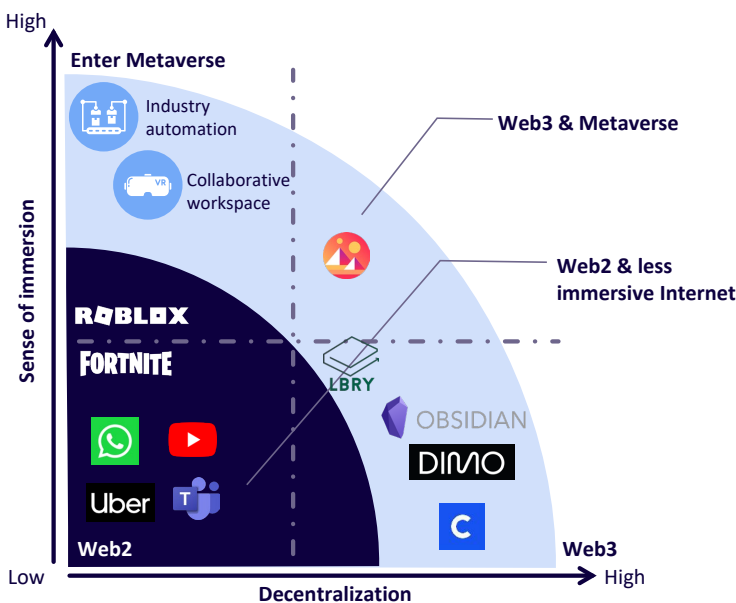 High
Enter Metaverse
Industry
automation
VR
Collaborative
workspace
Web3 & Metaverse
Web2 & less
immersive Internet
Sense of immersion
ROBLOX
FORTNITE
LBRY
OBSIDIAN
DIMO
Uber
T
C
Web2
Web3
Low
High
Decentralization